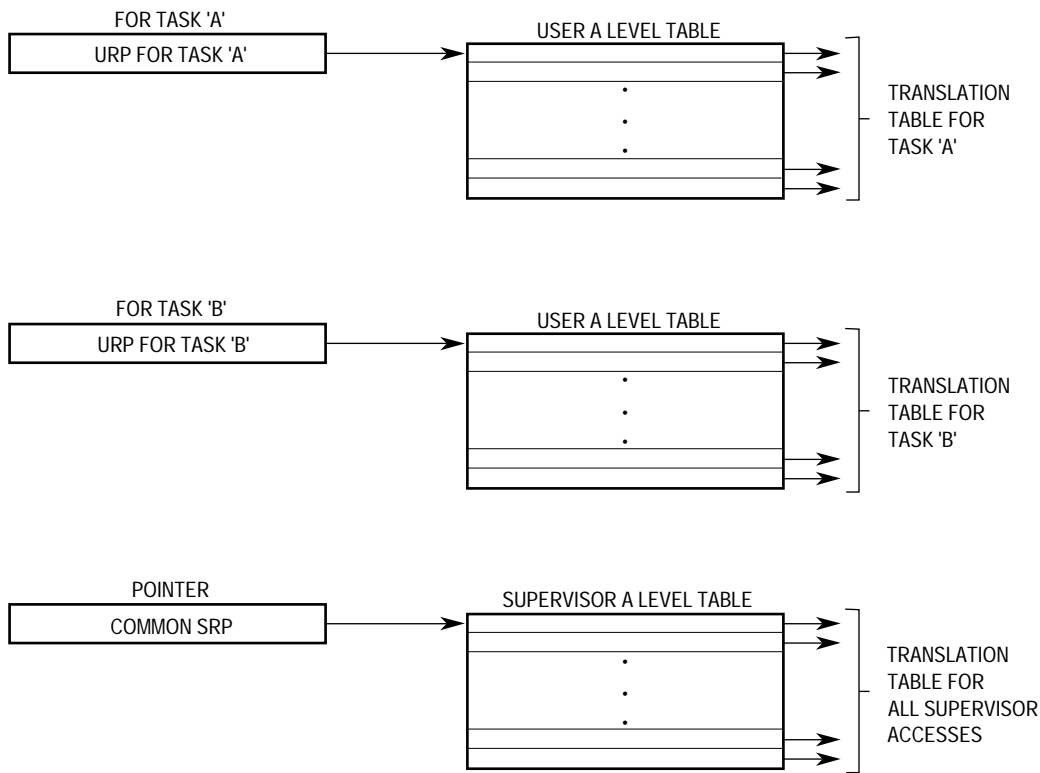 FOR TASK 'A'
URP FOR TASK 'A'
USER A LEVEL TABLE
TRANSLATION
TABLE FOR
TASK 'A'
FOR TASK 'B'
URP FOR TASK 'B'
USER A LEVEL TABLE
TRANSLATION
TABLE FOR
TASK 'B'
POINTER
COMMON SRP
SUPERVISOR A LEVEL TABLE
TRANSLATION
TABLE FOR
ALL SUPERVISOR
ACCESSES